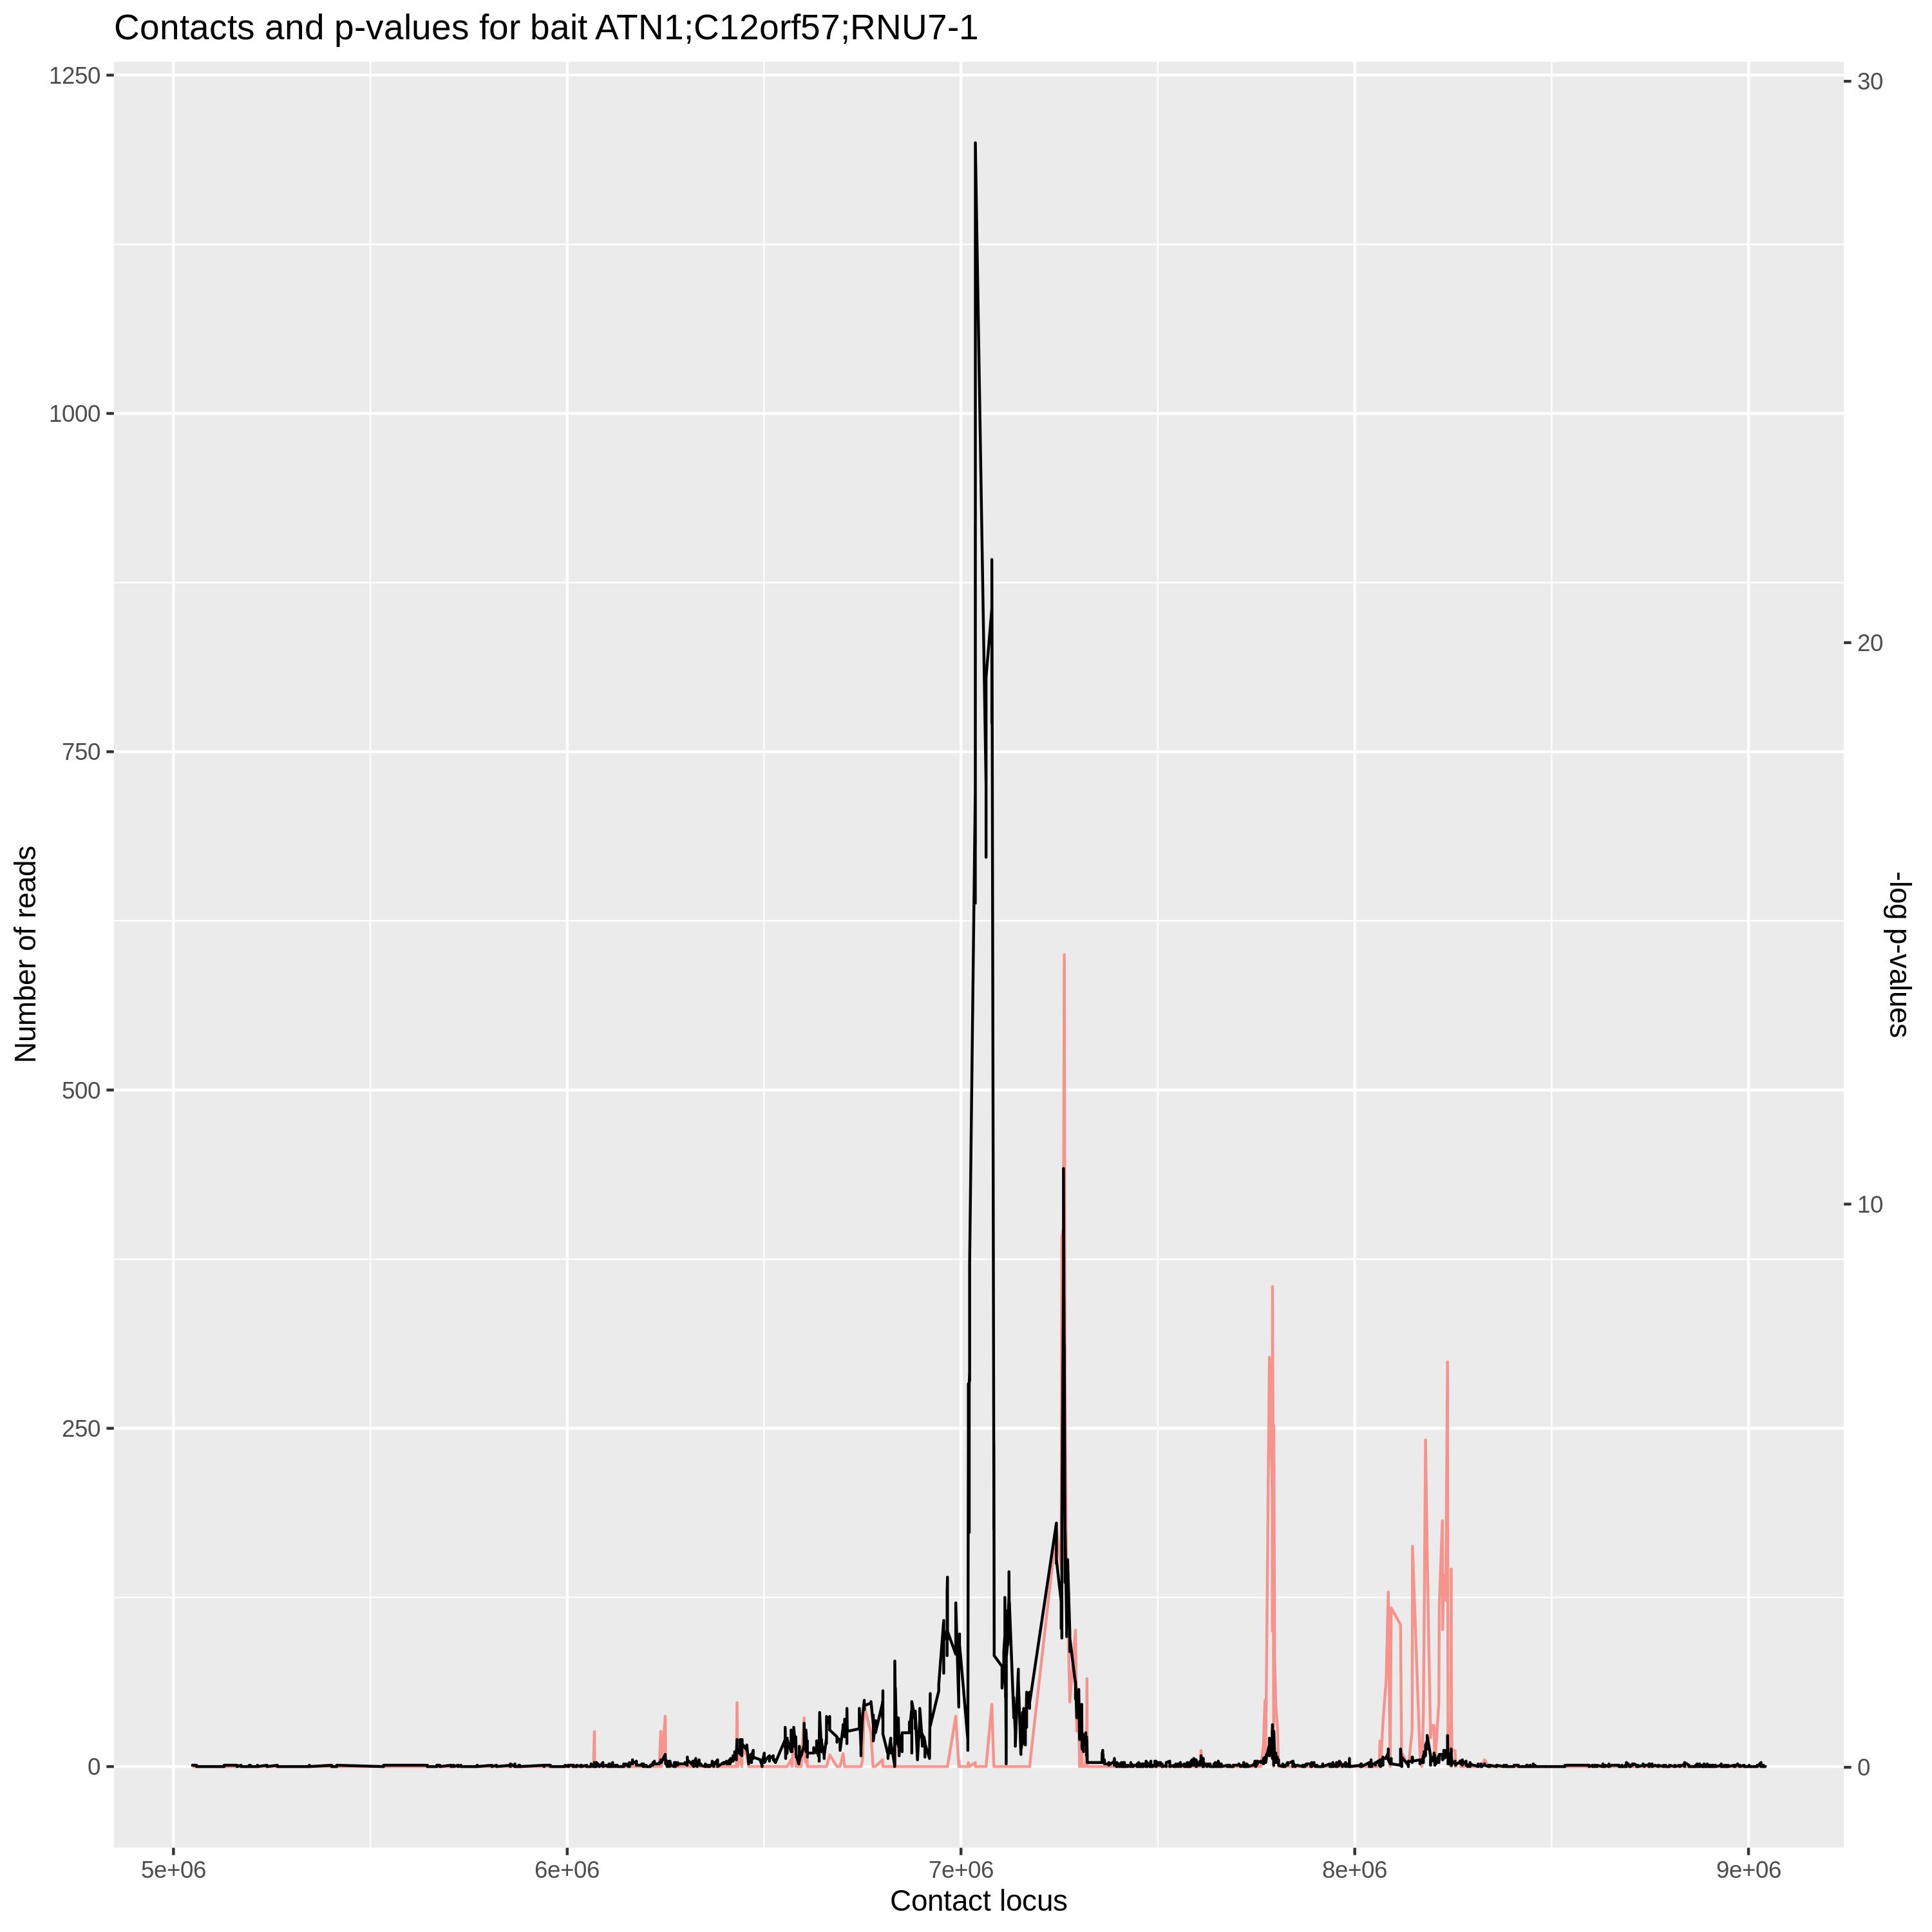 Contacts and p-values for bait ATN1;C12orf57;RNU7-1
1250
1000
750
500
250
0
Number of reads
30
20
10
0
-log p-values
5e+06 6e+06 7e+06 8e+06 9e+06
Contact locus